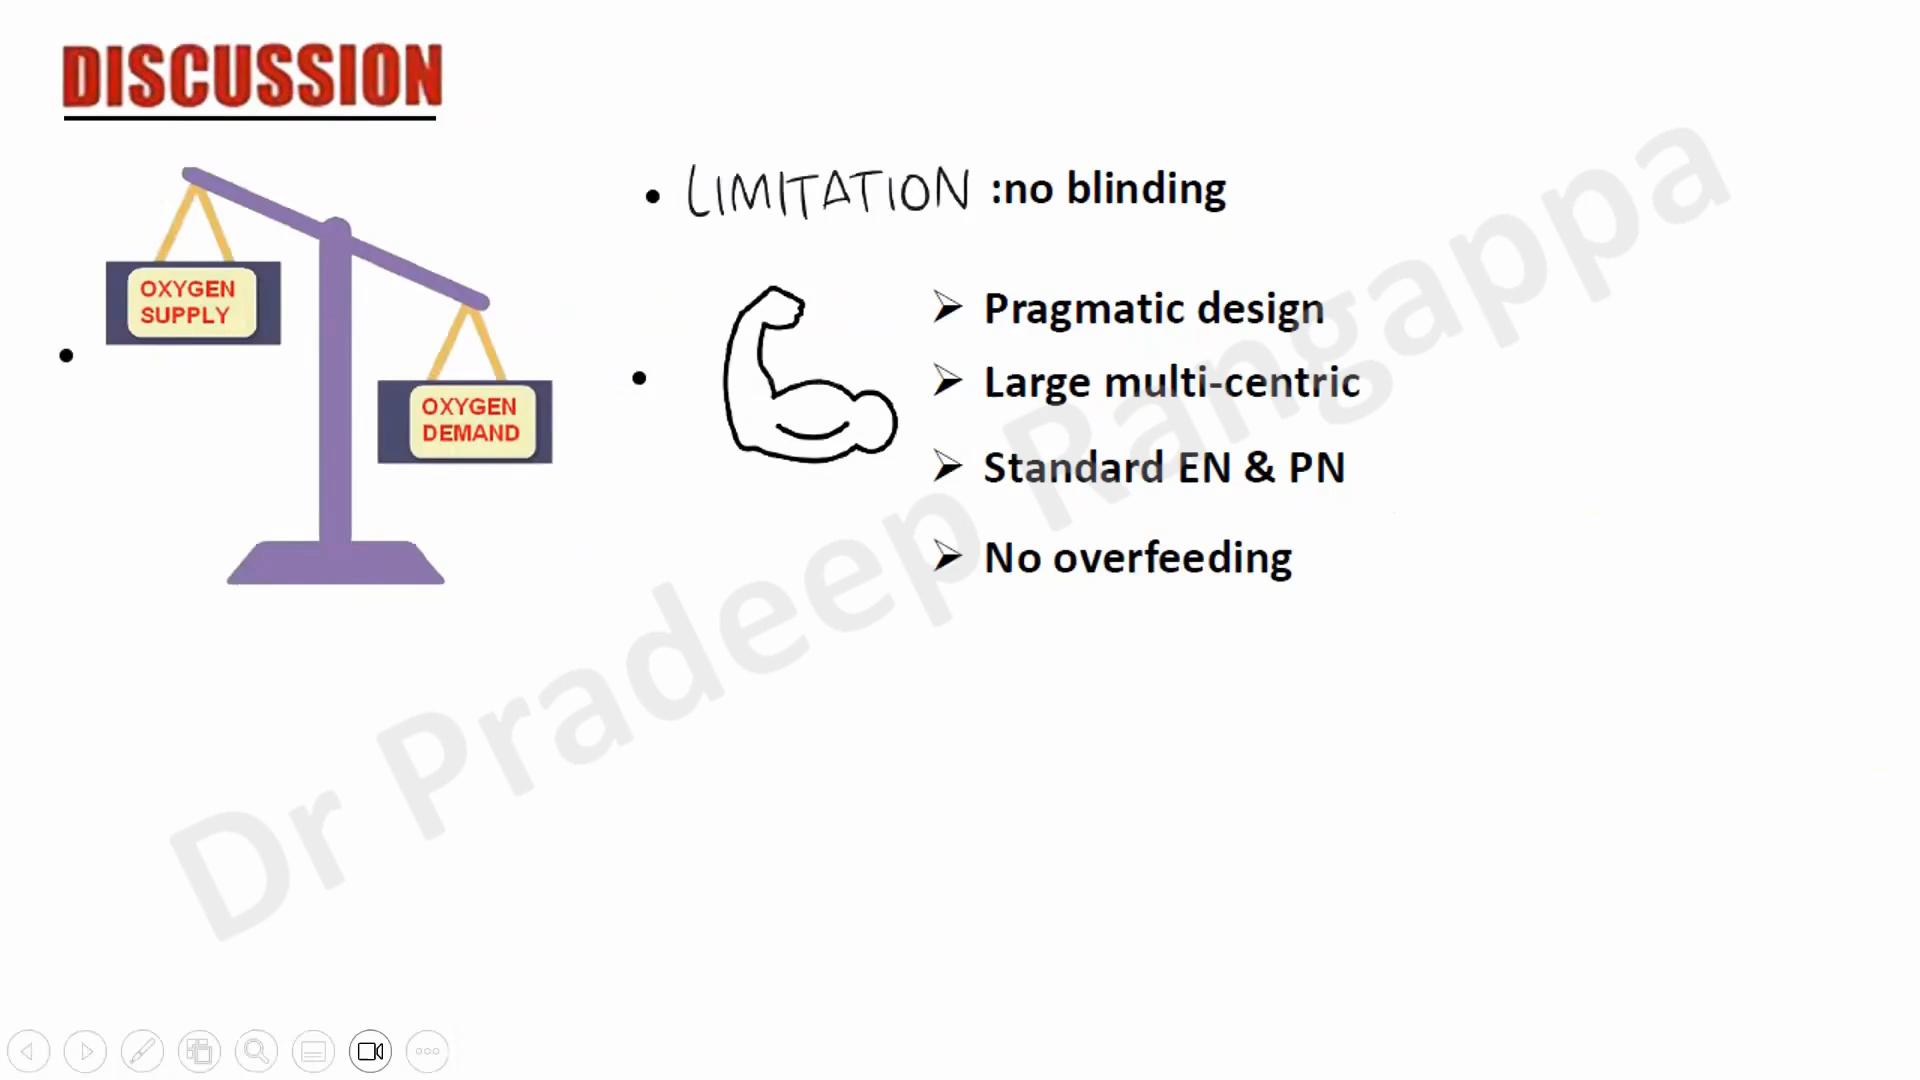 DISCUSSION
OXYGEN
SUPPLY
OXYGEN
DEMAND
• LIMITATION :no blinding
➢ Pragmatic design
➢ Large multi-centric
➢ Standard EN & PN
➢ No overfeeding
Dr Pradeep Rangappa